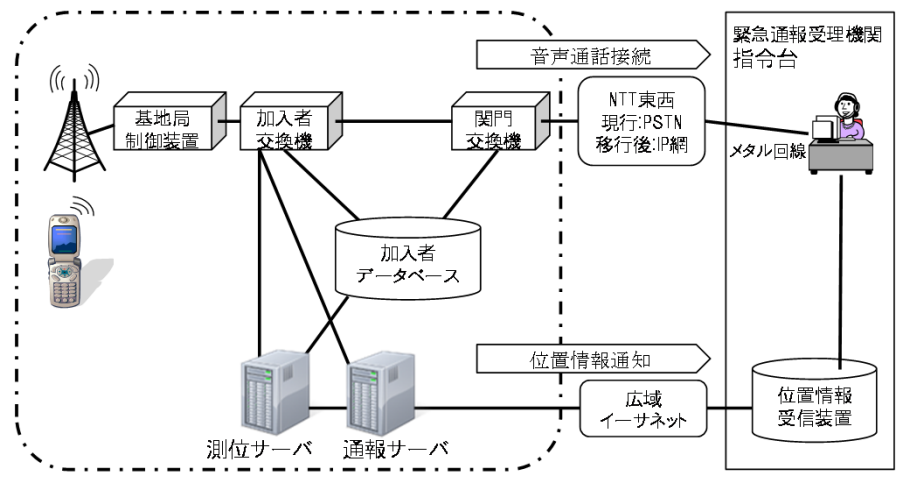 音声通話接続
緊急通報受理機関
指令台
基地局
制御装置
加入者
交換機
関門
交換機
NTT東西
現行:PSTN
移行後:IP網
メタル回線
加入者
データベース
位置情報通知
測位サーバ
通報サーバ
広域
イーサネット
位置情報
受信装置